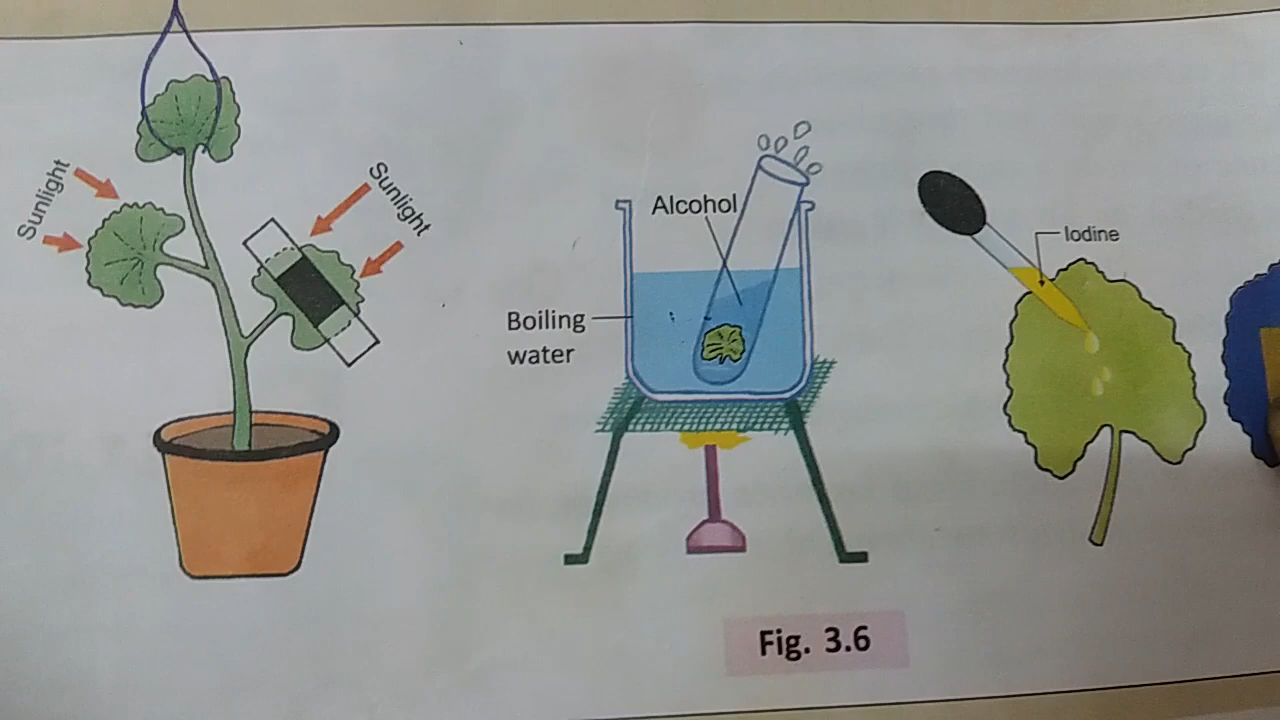 Sunlight
Sunlight
Alcohol
Boiling
water
Iodine
Fig. 3.6